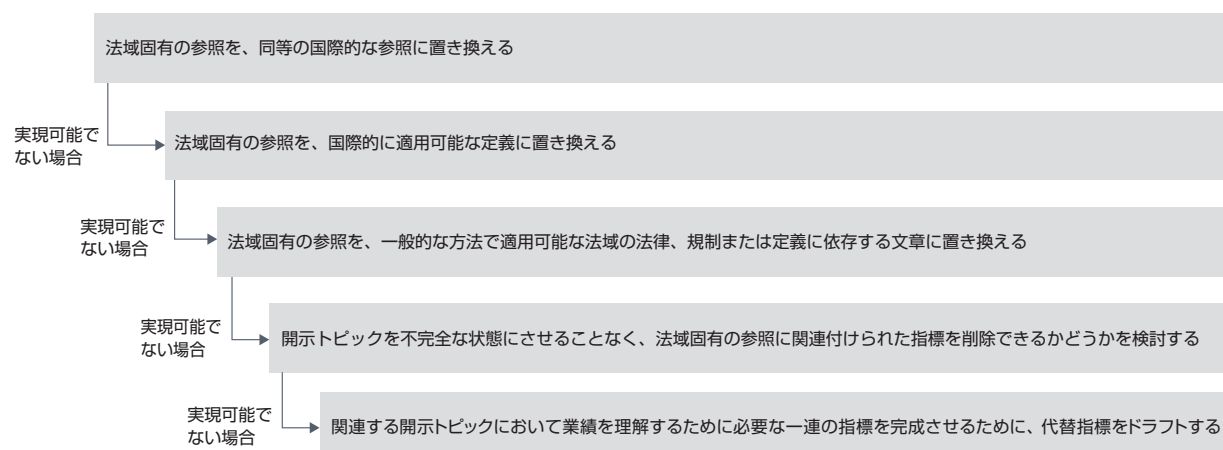 法域固有の参照を、同等の国際的な参照に置き換える
実現可能で
ない場合
法域固有の参照を、国際的に適用可能な定義に置き換える
実現可能で
ない場合
法域固有の参照を、一般的な方法で適用可能な法域の法律、規制または定義に依存する文章に置き換える
実現可能で
ない場合
開示トピックを不完全な状態にさせることなく、法域固有の参照に関連付けられた指標を削除できるかどうかを検討する
実現可能で
ない場合
関連する開示トピックにおいて業績を理解するために必要な一連の指標を完成させるために、代替指標をドラフトする